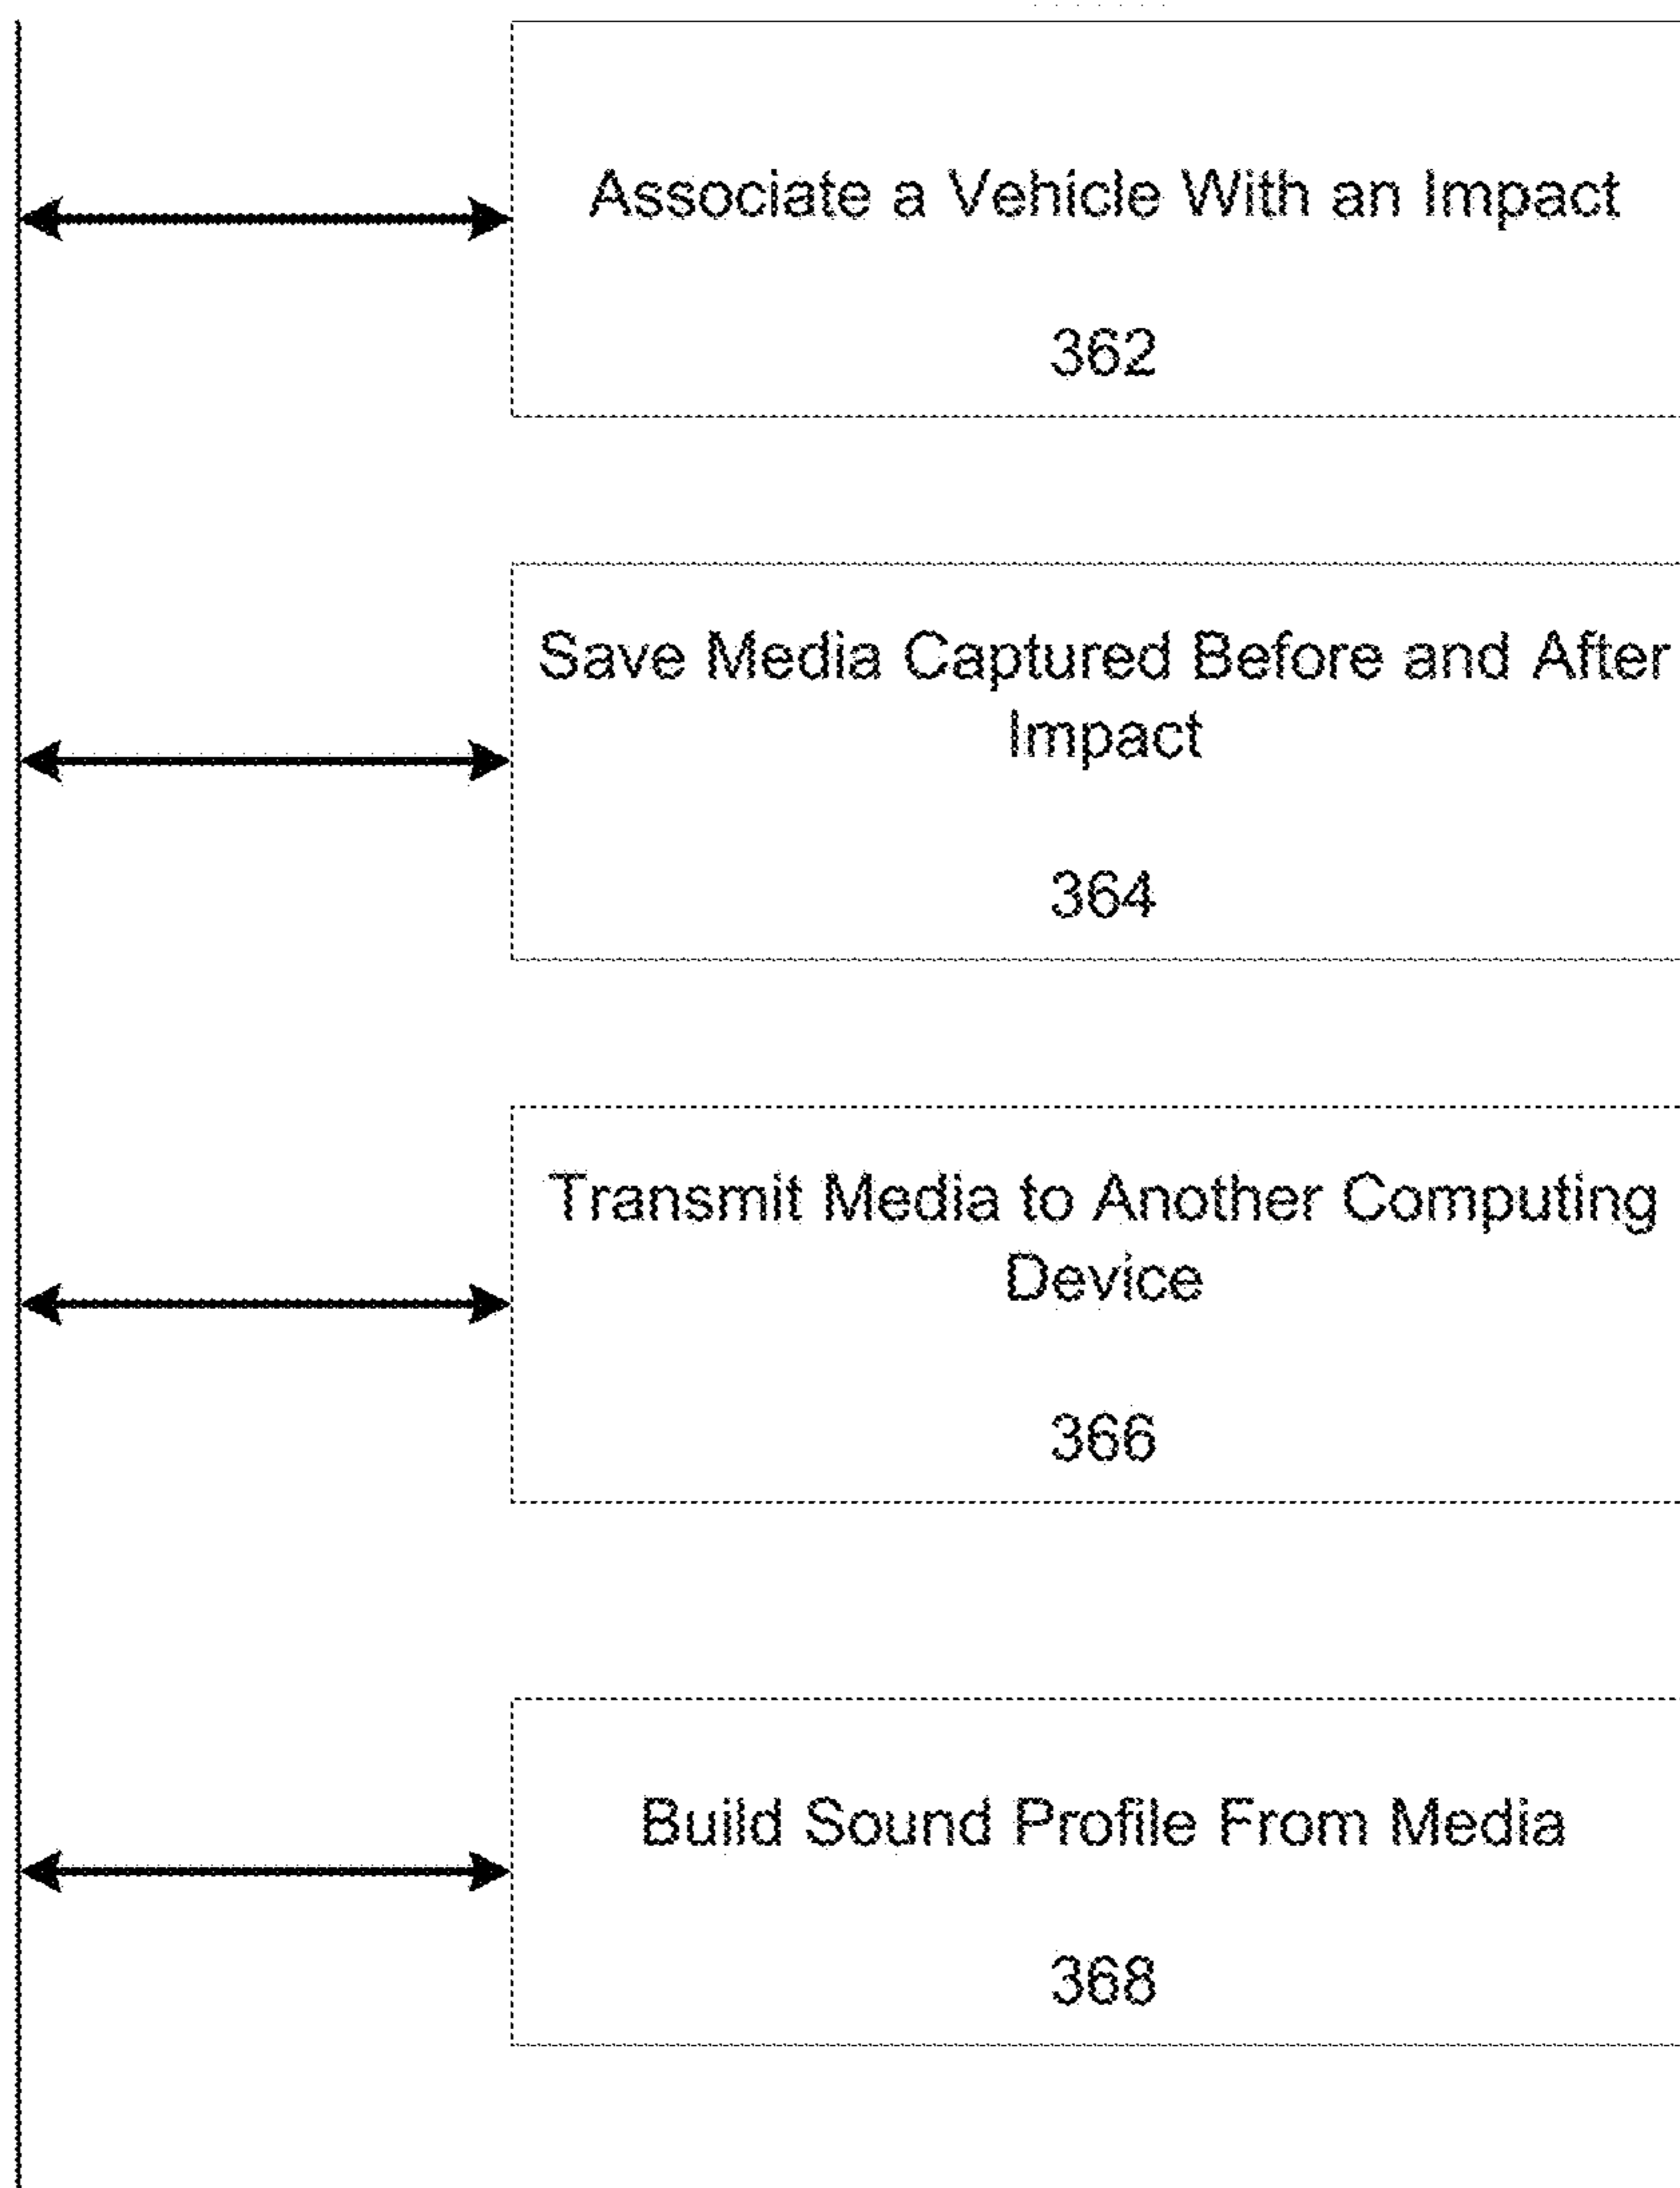 Associate a Vehicle With an Impact
362
Save Media Captured Before and After
Impact
364
Transmit Media to Another Computing
Device
366
Build Sound Profile From Media
368